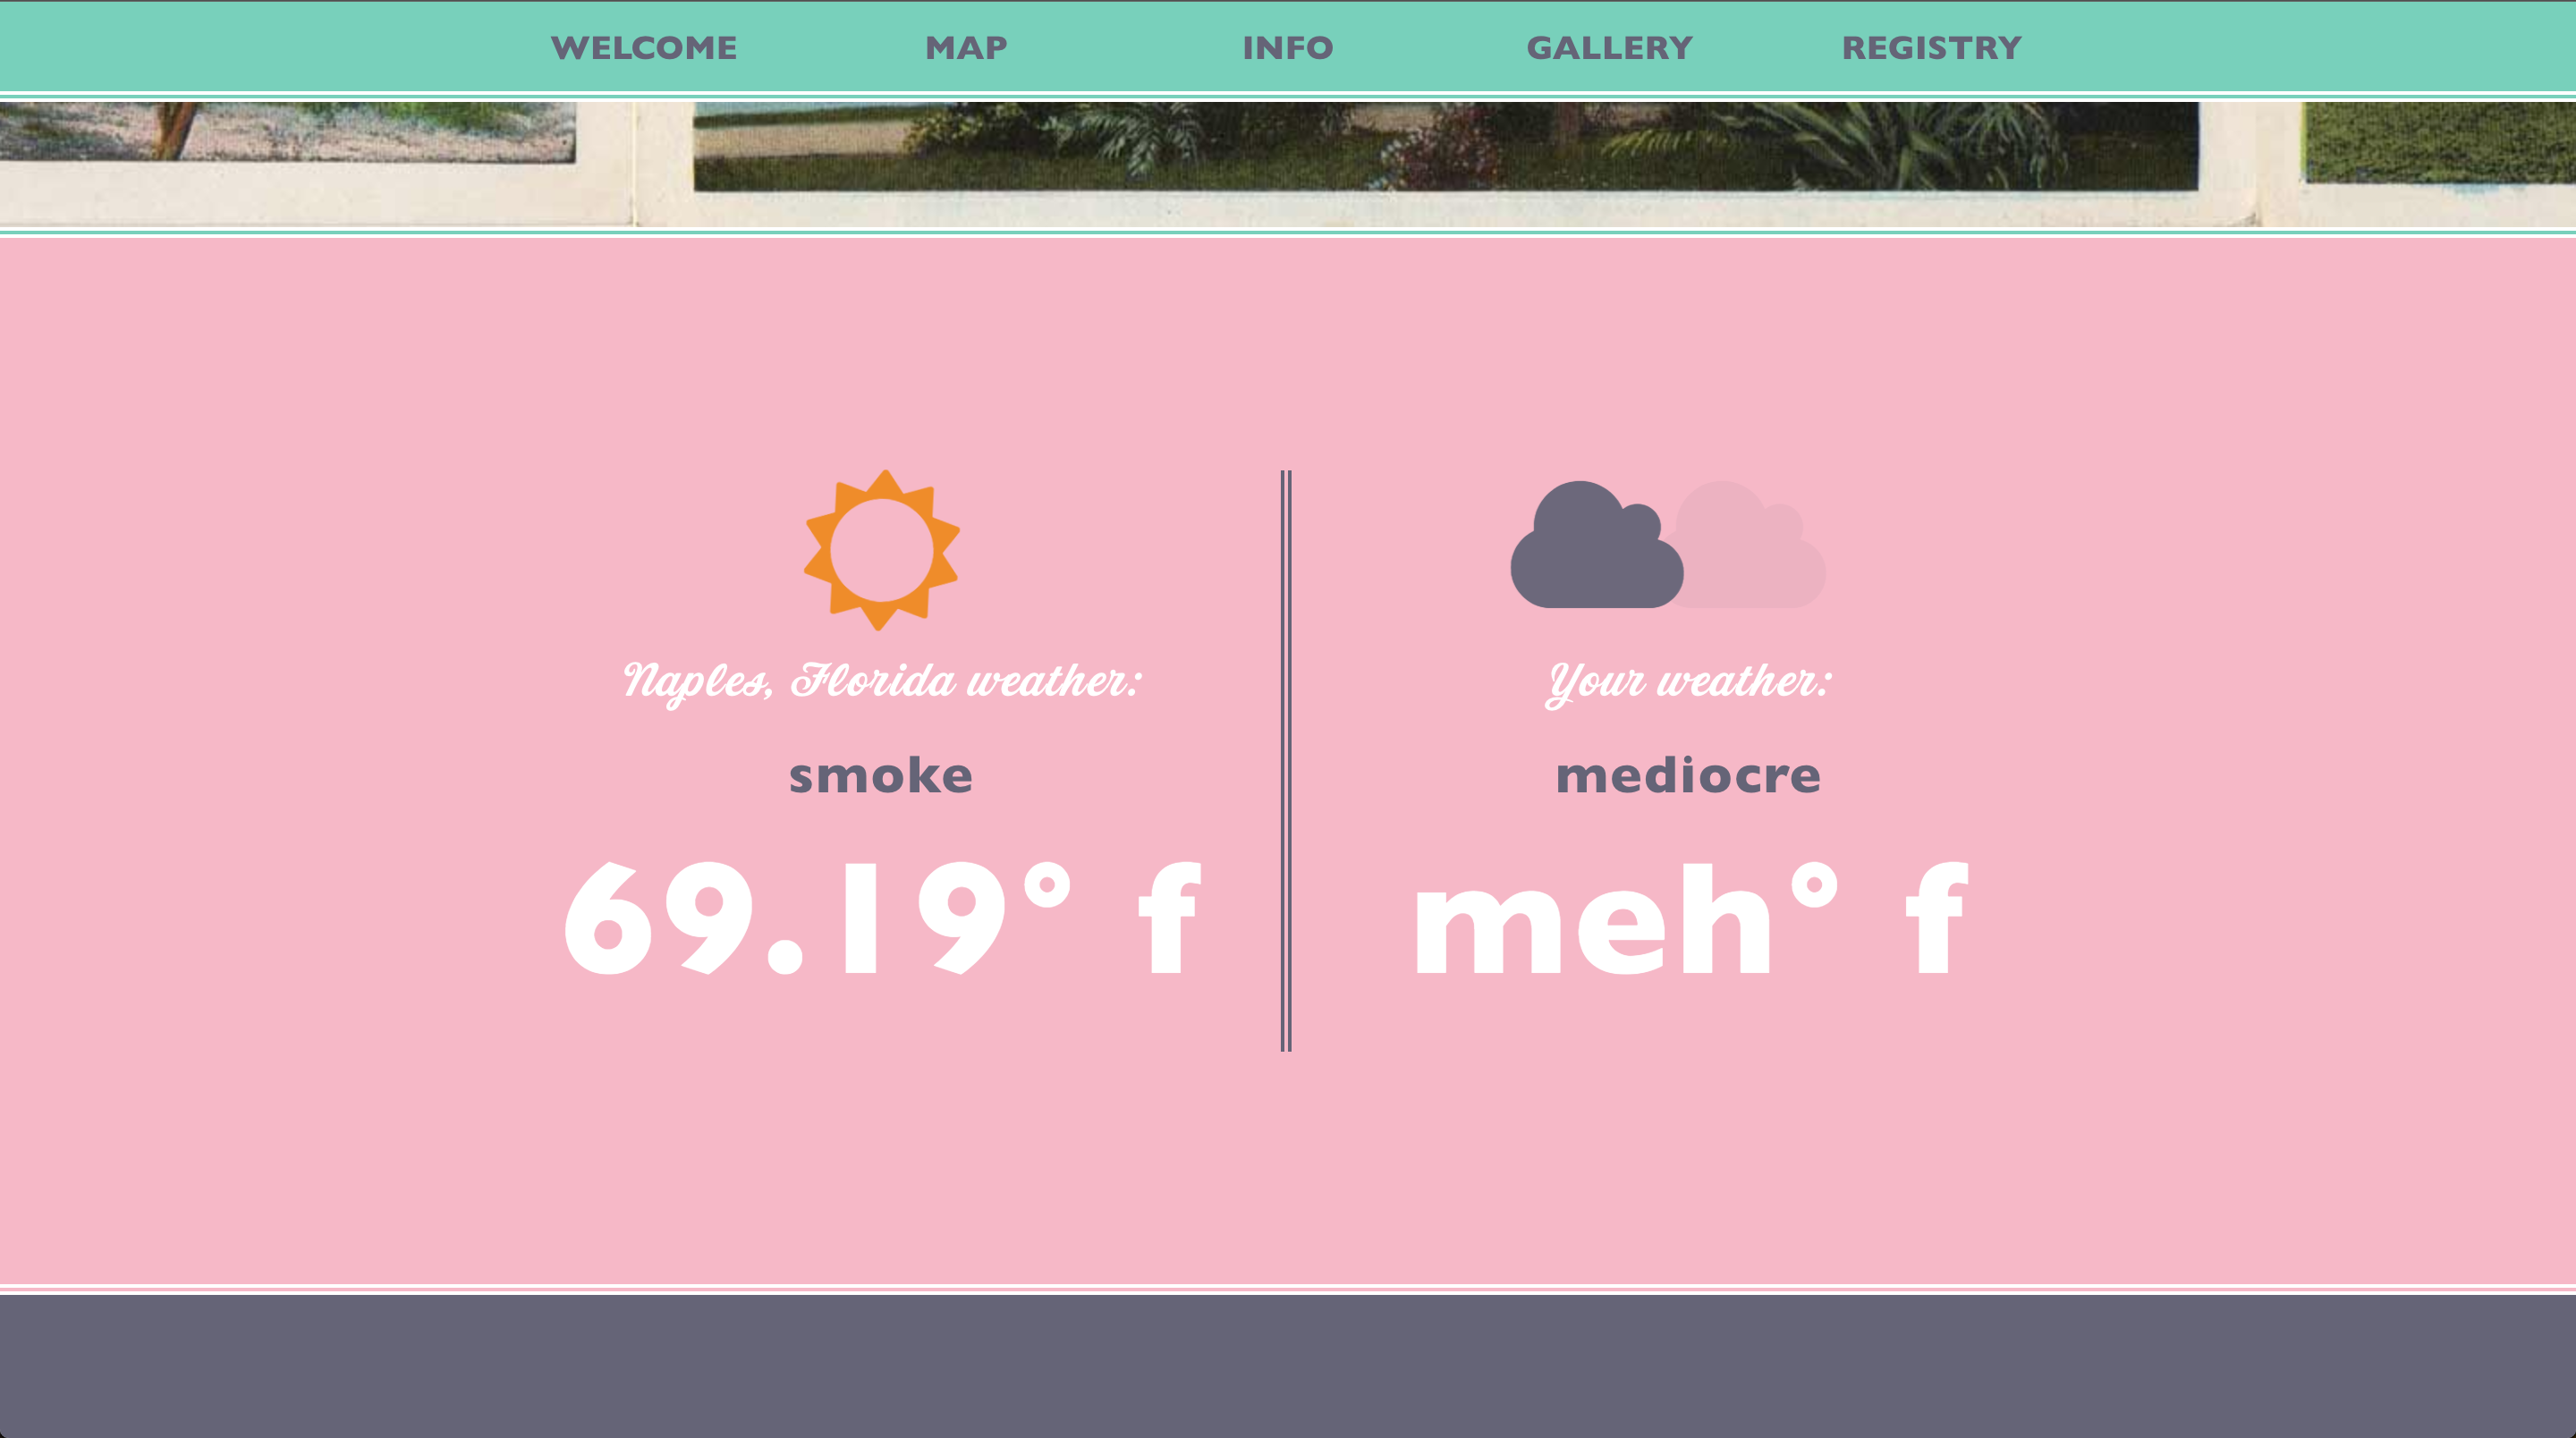 WELCOME MAP INFO GALLERY REGISTRY
Naples, Florida weather:
smoke
69.19° f
Your weather:
mediocre
meh° f